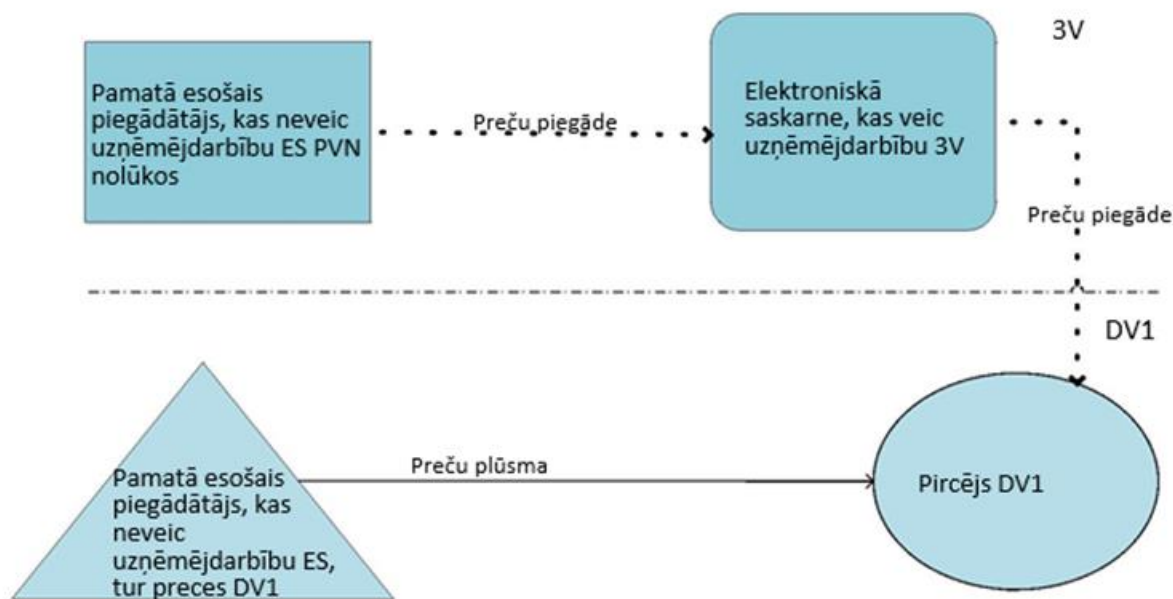 3V
Pamatā esošais
piegādātājs, kas neveic
uzņēmējdarbību ES PVN
nolūkos
Preču piegāde
Elektroniskā
saskarne, kas veic
uzņēmējdarbību 3V
Preču piegāde
DV1
Pamatā esošais
piegādātājs, kas
neveic
uzņēmējdarbību ES,
tur preces DV1
Preču plūsma
Pircējs DV1